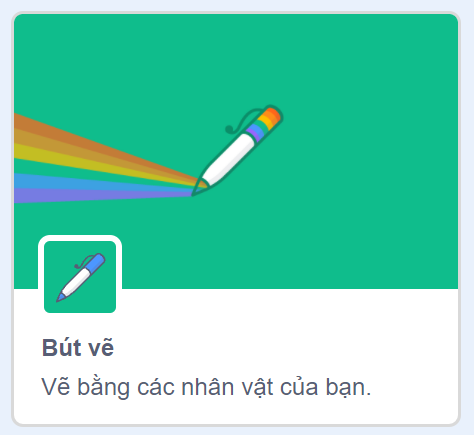 Bút vẽ
Vẽ bằng các nhân vật của bạn.